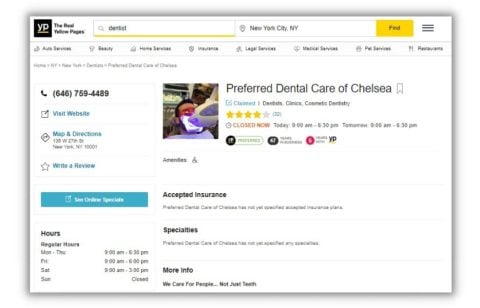 yp The Real Yellow Pages
dentist
New York City, NY
Find
Auto Services
Beauty
Home Services
Insurance
Legal Services
Medical Services
Pet Services
Restaurants
Home > NY > New York > Dentists > Preferred Dental Care of Chelsea
(646) 759-4489
Visit Website
Map & Directions
138 W 27th St
New York, NY 10001
Write a Review
See Online Specials
Hours
Regular Hours
Mon - Thu 9:00 am - 6:30 pm
Fri: 9:00 am - 6:00 pm
Sat 9:00 am - 3:00 pm
Sun Closed
Preferred Dental Care of Chelsea
Claimed | Dentists, Clinics, Cosmetic Dentistry
(32)
CLOSED NOW Today: 9:00 am - 6:30 pm Tomorrow: 9:00 am - 6:30 pm
PREFERRED
YEARS
yp
Amenities
Accepted Insurance
Preferred Dental Care of Chelsea has not yet specified accepted insurance plans.
Specialties
Preferred Dental Care of Chelsea has not yet specified any specialties.
More Info
We Care For People... Not Just Teeth